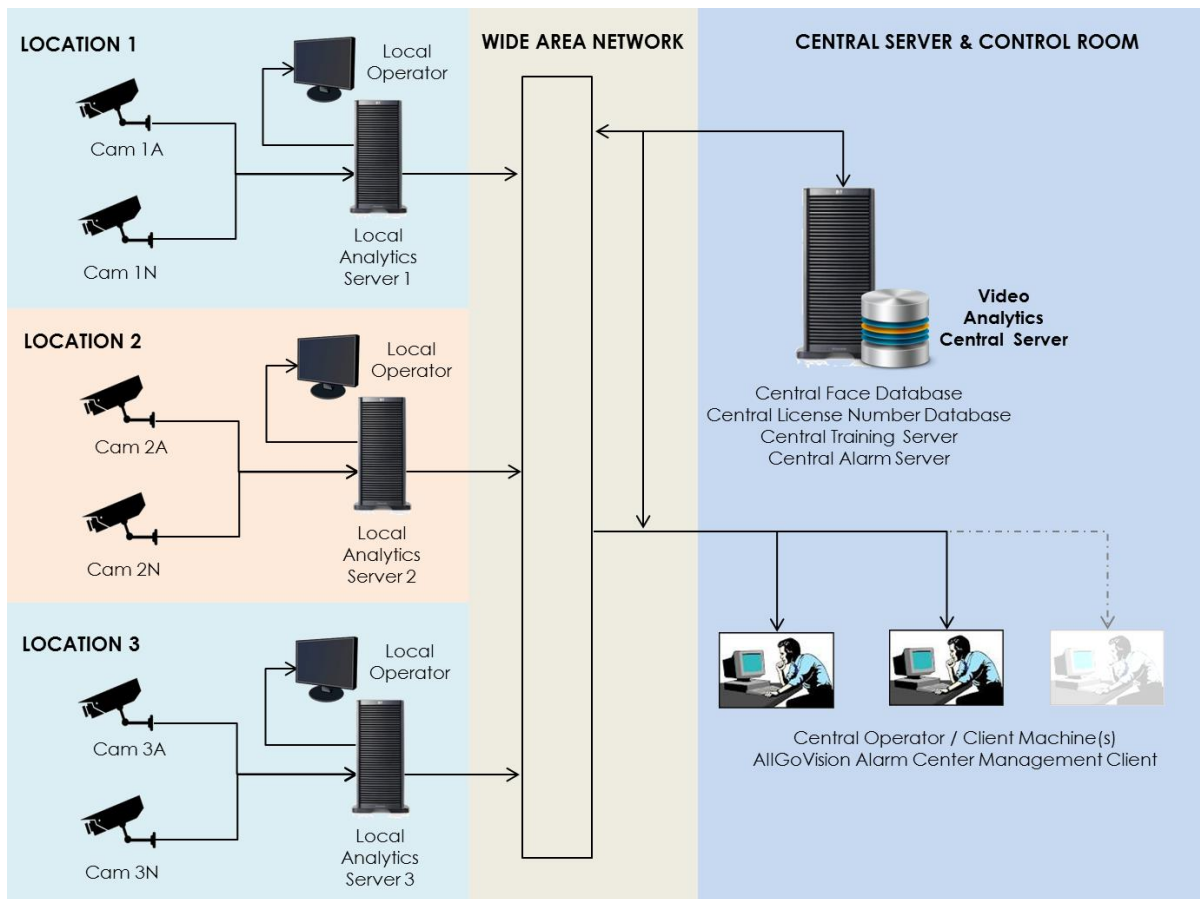 LOCATION 1
Local
Operator
Cam 1A
Cam 1N
Local
Analytics
Server 1
LOCATION 2
Local
Operator
Cam 2A
Cam 2N
Local
Analytics
Server 2
LOCATION 3
Local
Operator
Cam 3A
Cam 3N
Local
Analytics
Server 3
WIDE AREA NETWORK
CENTRAL SERVER & CONTROL ROOM
Video
Analytics
Central Server
Central Face Database
Central License Number Database
Central Training Server
Central Alarm Server
Central Operator / Client Machine(s)
AllGoVision Alarm Center Management Client